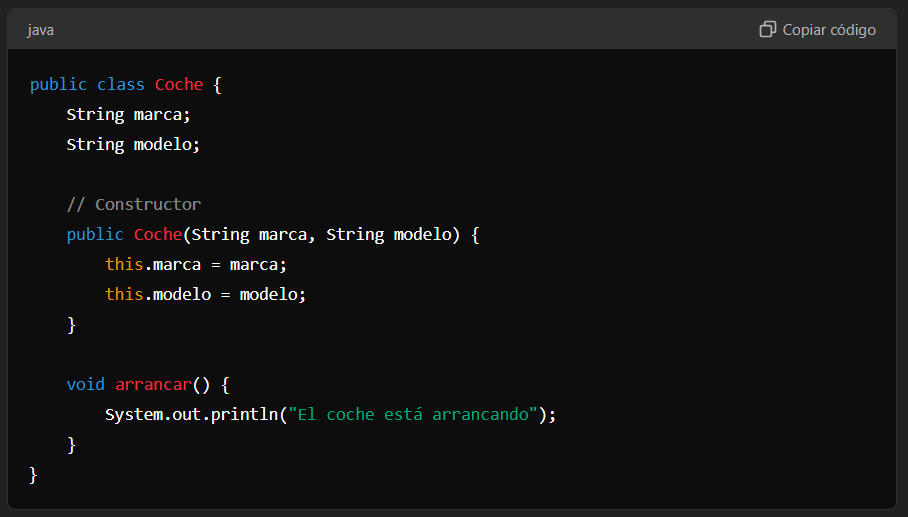 java
Copiar código
public class Coche {
    String marca;
    String modelo;

    // Constructor
    public Coche(String marca, String modelo) {
        this.marca = marca;
        this.modelo = modelo;
    }

    void arrancar() {
        System.out.println("El coche está arrancando");
    }
}